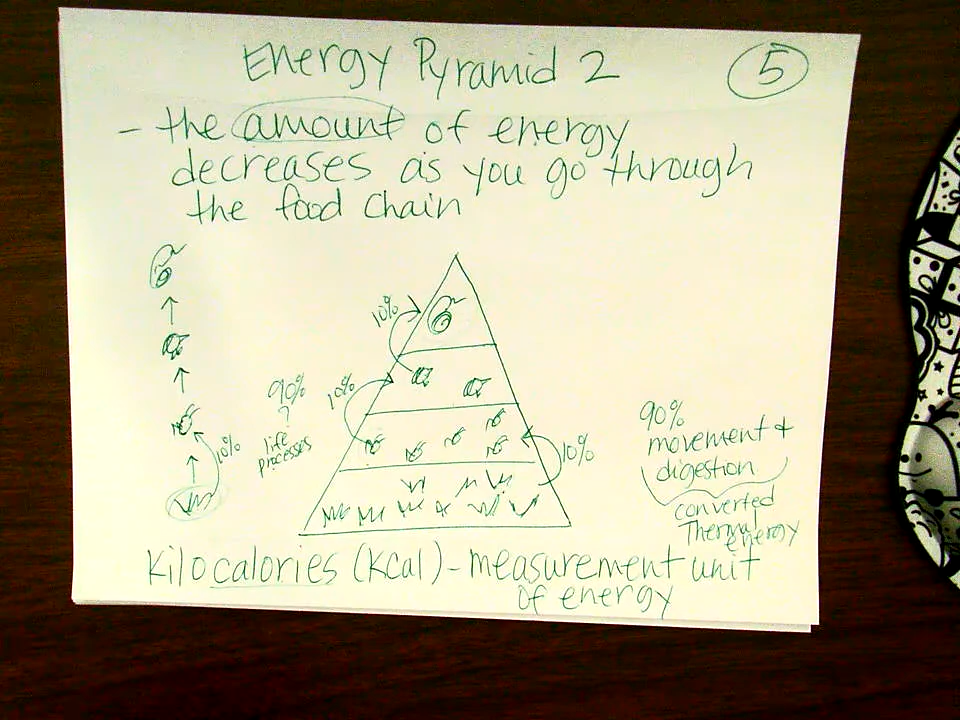 Energy Pyramid 2
5
- the amount of energy
decreases as you go through
the food chain
10%
10%
90%
?
life
processes
10%
10%
90%
movement +
digestion
converted
Thermal
energy
Kilocalories (Kcal) - measurement unit
of energy